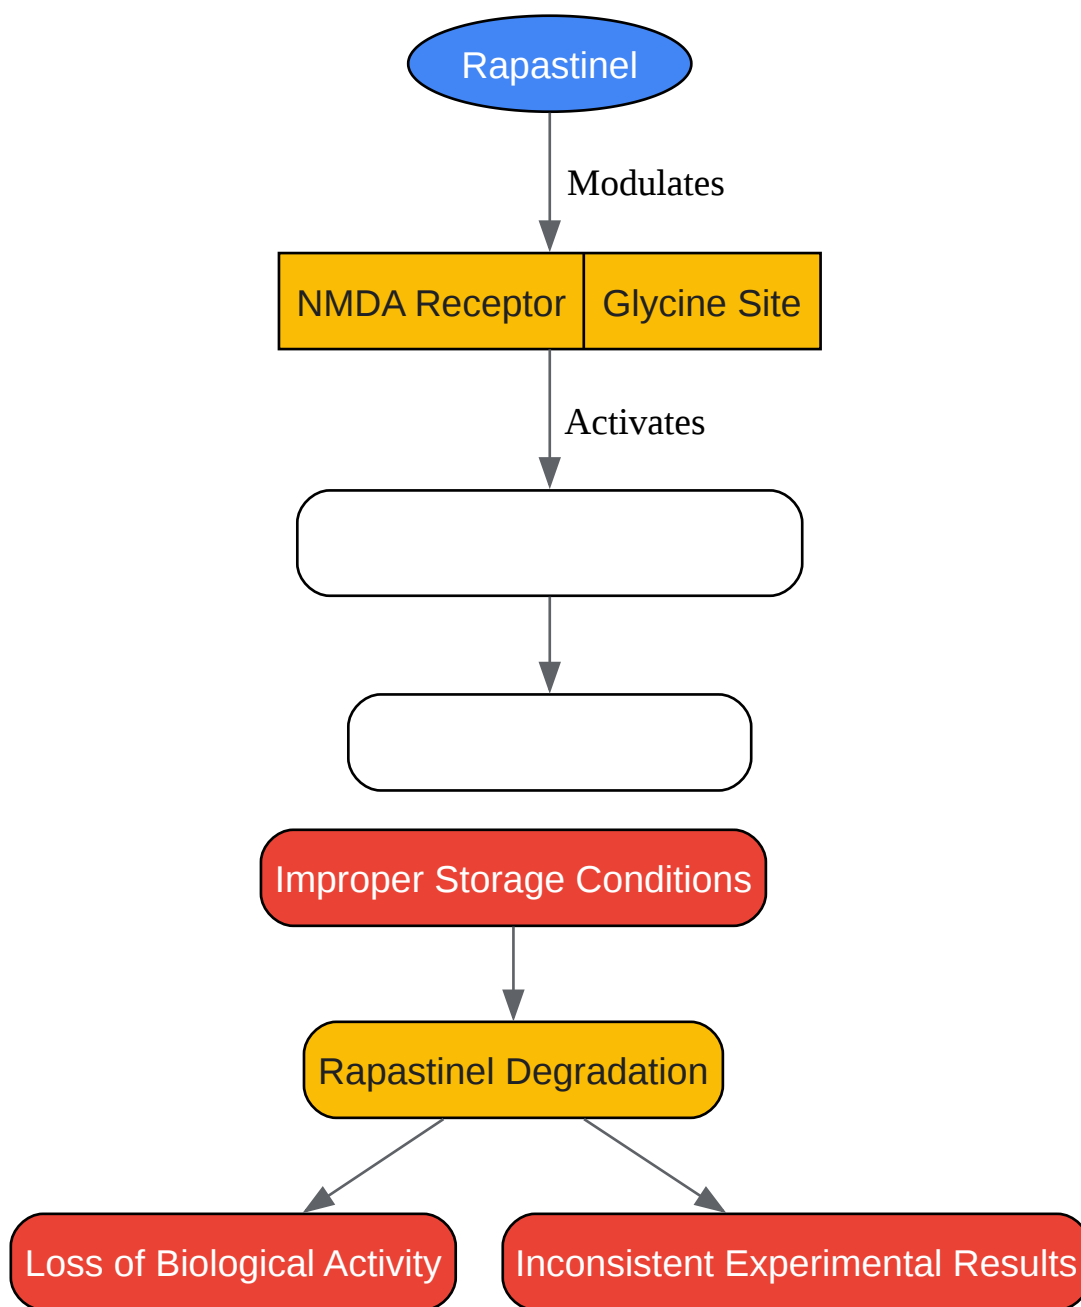 Rapastinel
Modulates
NMDA Receptor
Glycine Site
Activates
Improper Storage Conditions
Rapastinel Degradation
Loss of Biological Activity
Inconsistent Experimental Results